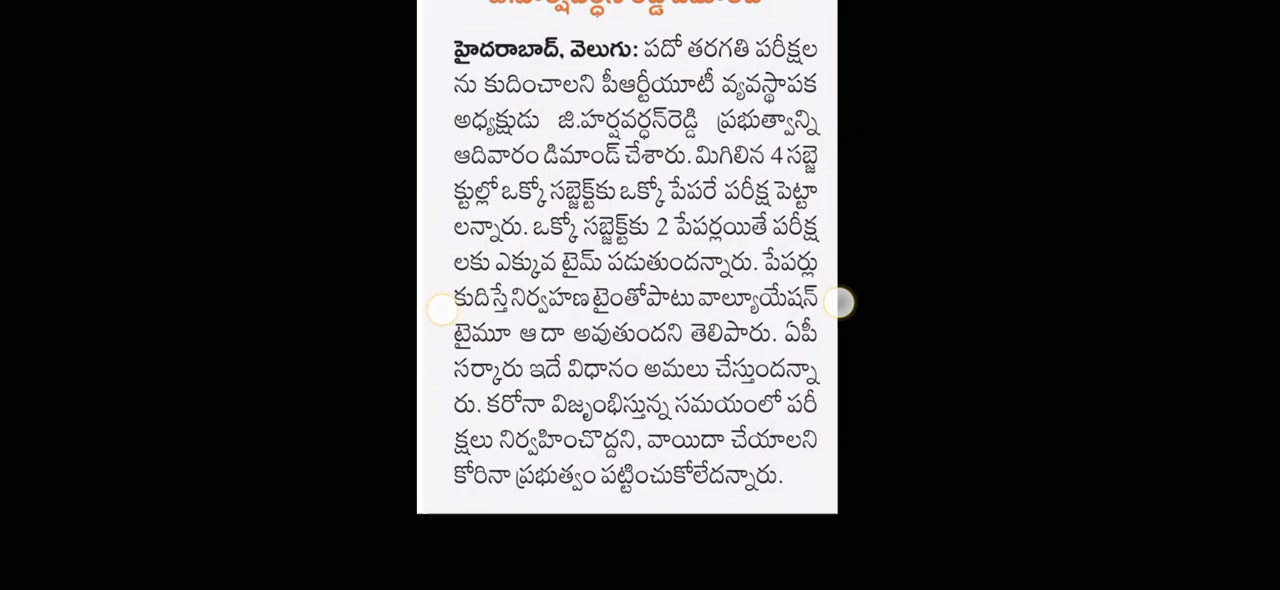 హైదరాబాద్, వెలుగు: పదో తరగతి పరీక్షల
ను కుదించాలని పీఆర్టీయూటీ వ్యవస్థాపక
అధ్యక్షుడు జి.హర్షవర్ధన్‌రెడ్డి ప్రభుత్వాన్ని
ఆదివారం డిమాండ్ చేశారు. మిగిలిన 4 సబ్జె
క్టుల్లో ఒక్కో సబ్జెక్ట్‌కు ఒక్కో పేపరే పరీక్ష పెట్టా
లన్నారు. ఒక్కో సబ్జెక్ట్‌కు 2 పేపర్లయితే పరీక్ష
లకు ఎక్కువ టైమ్ పడుతుందన్నారు. పేపర్లు
కుదిస్తే నిర్వహణ టైంతోపాటు వాల్యూయేషన్
టైమూ ఆ దా అవుతుందని తెలిపారు. ఏపీ
సర్కారు ఇదే విధానం అమలు చేస్తుందన్నా
రు. కరోనా విజృంభిస్తున్న సమయంలో పరీ
క్షలు నిర్వహించొద్దని, వాయిదా చేయాలని
కోరినా ప్రభుత్వం పట్టించుకోలేదన్నారు.